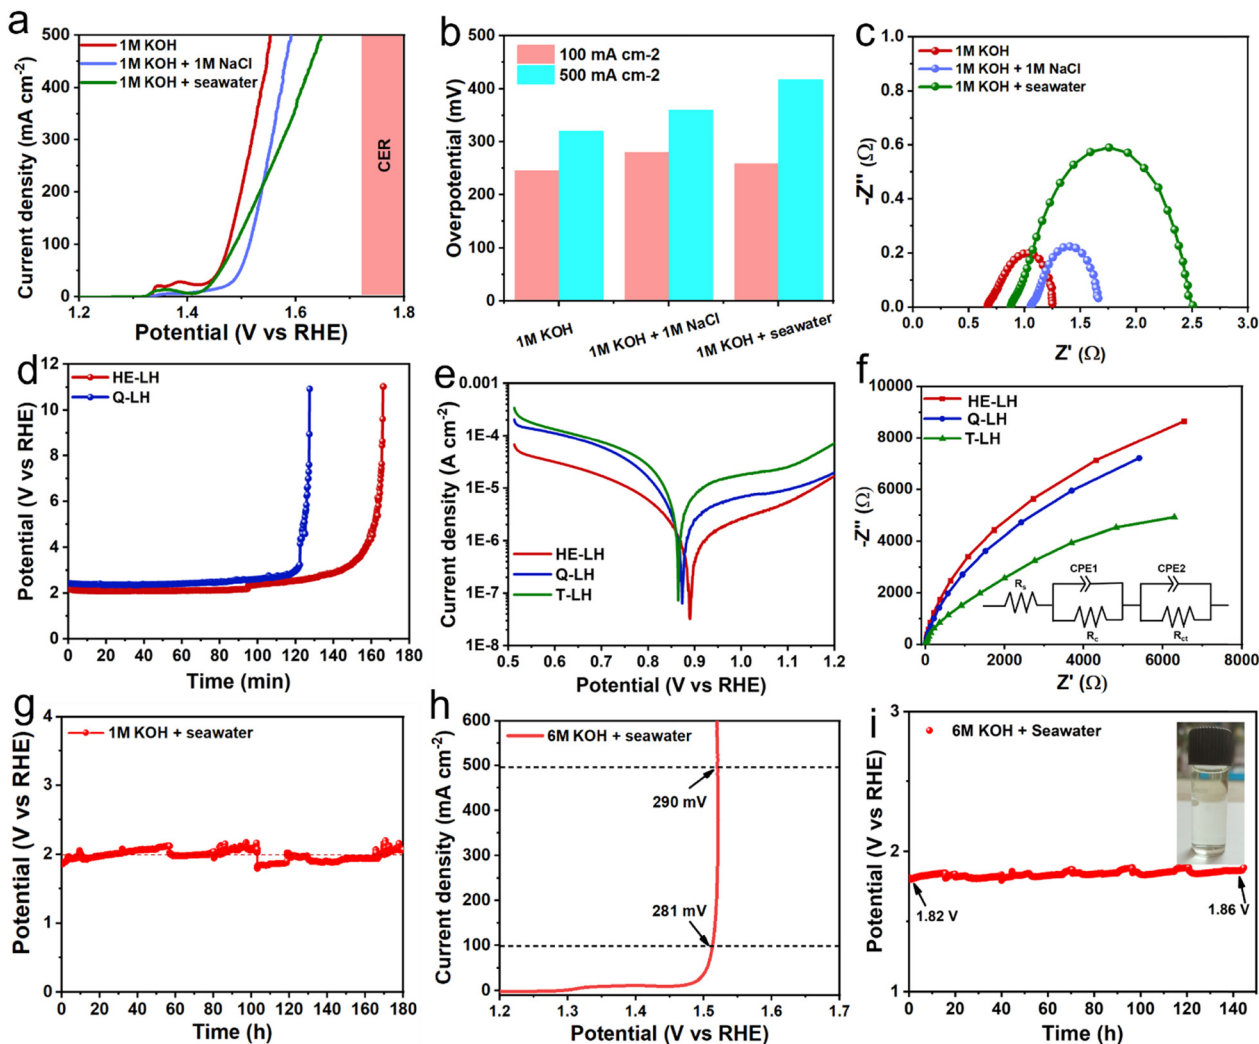 a
500
400
300
200
100
0
1.2
1.4
1.6
1.8
1M KOH
1M KOH + 1M NaCl
1M KOH + seawater
CER
Current density (mA cm-2)
Potential (V vs RHE)
b
500
400
300
200
100
0
100 mA cm-2
500 mA cm-2
Overpotential (mV)
1M KOH
1M KOH + 1M NaCl
1M KOH + seawater
c
1.0
0.8
0.6
0.4
0.2
0.0
0.0
0.5
1.0
1.5
2.0
2.5
3.0
1M KOH
1M KOH + 1M NaCl
1M KOH + seawater
-Z'' (Ω)
Z' (Ω)
d
12
10
8
6
4
2
0
20
40
60
80
100
120
140
160
180
HE-LH
Q-LH
Potential (V vs RHE)
Time (min)
e
0.001
1E-4
1E-5
1E-6
1E-7
1E-8
0.5
0.6
0.7
0.8
0.9
1.0
1.1
1.2
HE-LH
Q-LH
T-LH
Current density (A cm-2)
Potential (V vs RHE)
f
10000
8000
6000
4000
2000
0
0
2000
4000
6000
8000
HE-LH
Q-LH
T-LH
Rs
CPE1
Rc
CPE2
Rct
-Z'' (Ω)
Z' (Ω)
g
4
3
2
1
0
0
20
40
60
80
100
120
140
160
180
1M KOH + seawater
Potential (V vs RHE)
Time (h)
h
600
500
400
300
200
100
0
1.2
1.3
1.4
1.5
1.6
1.7
6M KOH + seawater
290 mV
281 mV
Current density (mA cm-2)
Potential (V vs RHE)
i
3
2
1
0
20
40
60
80
100
120
140
6M KOH + Seawater
1.82 V
1.86 V
Potential (V vs RHE)
Time (h)